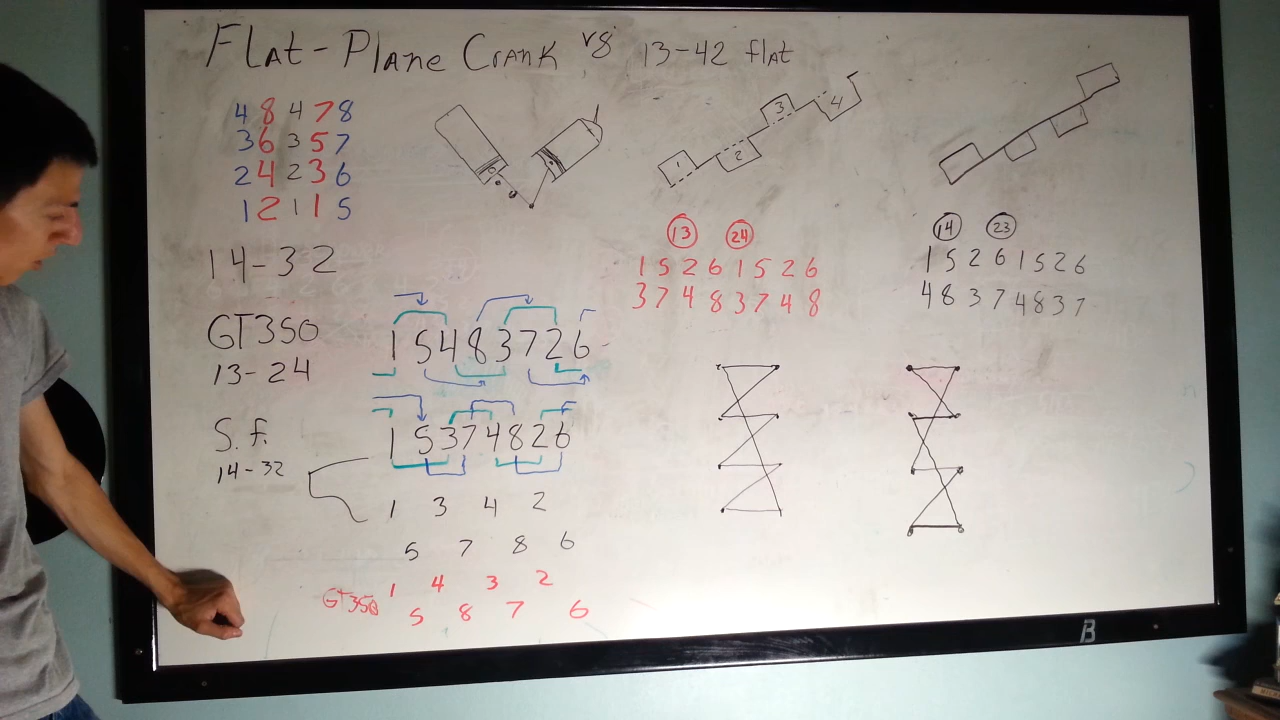 FLAt-PLane CranK vs 13-42 flAt
4 8 4 7 8
3 6 3 5 7
2 4 2 3 6
1 2 1 1 5
14-32
GT350
13-24
1 5 4 8 3 7 2 6
S.f.
14-32
1 5 3 7 4 8 2 6
1 3 4 2
5 7 8 6
GT350 1 4 3 2
5 8 7 6
1 2 3 4
13 24
1 5 2 6 1 5 2 6
3 7 4 8 3 7 4 8
14 23
1 5 2 6 1 5 2 6
4 8 3 7 4 8 3 7
B